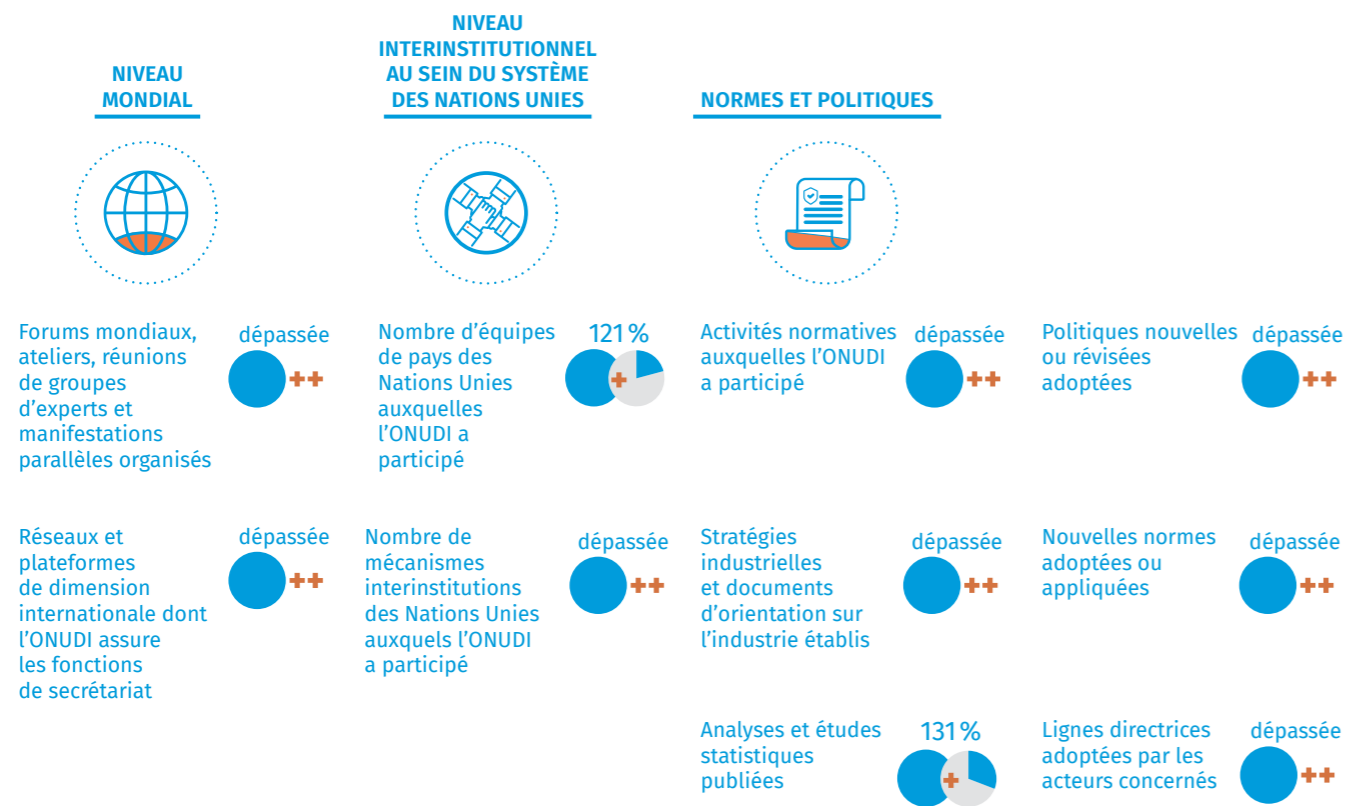 NIVEAU
MONDIAL
NIVEAU
INTERINSTITUTIONNEL
AU SEIN DU SYSTÈME
DES NATIONS UNIES
NORMES ET POLITIQUES
Forums mondiaux,
ateliers, réunions
de groupes
d’experts et
manifestations
parallèles organisés
dépassée
++
Nombre d’équipes
de pays des
Nations Unies
auxquelles
l’ONUDI a
participé
121 %
+
Activités normatives
auxquelles l’ONUDI
a participé
dépassée
++
Politiques nouvelles
ou révisées
adoptées
dépassée
++
Réseaux et
plateformes
de dimension
internationale dont
l’ONUDI assure
les fonctions
de secrétariat
dépassée
++
Nombre de
mécanismes
interinstitutions
des Nations Unies
auxquels l’ONUDI
a participé
dépassée
++
Stratégies
industrielles
et documents
d’orientation sur
l’industrie établis
dépassée
++
Nouvelles normes
adoptées ou
appliquées
dépassée
++
Analyses et études
statistiques
publiées
131 %
+
Lignes directrices
adoptées par les
acteurs concernés
dépassée
++